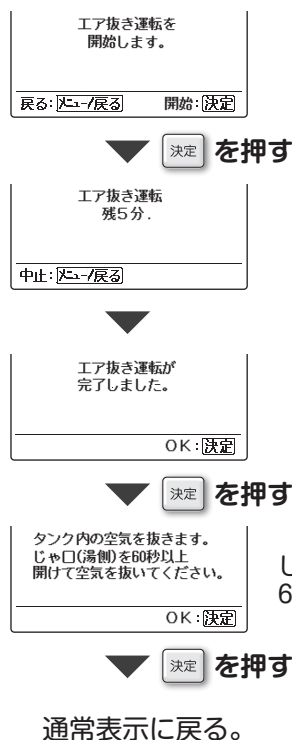 エア抜き運転を
開始します。
戻る:メニュー/戻る 開始:決定
決定 を押す
エア抜き運転
残5分.
中止:メニュー/戻る
エア抜き運転が
完了しました。
OK:決定
決定 を押す
タンク内の空気を抜きます。
じゃ口(湯側)を60秒以上
開けて空気を抜いてください。
し
6
OK:決定
決定 を押す
通常表示に戻る。